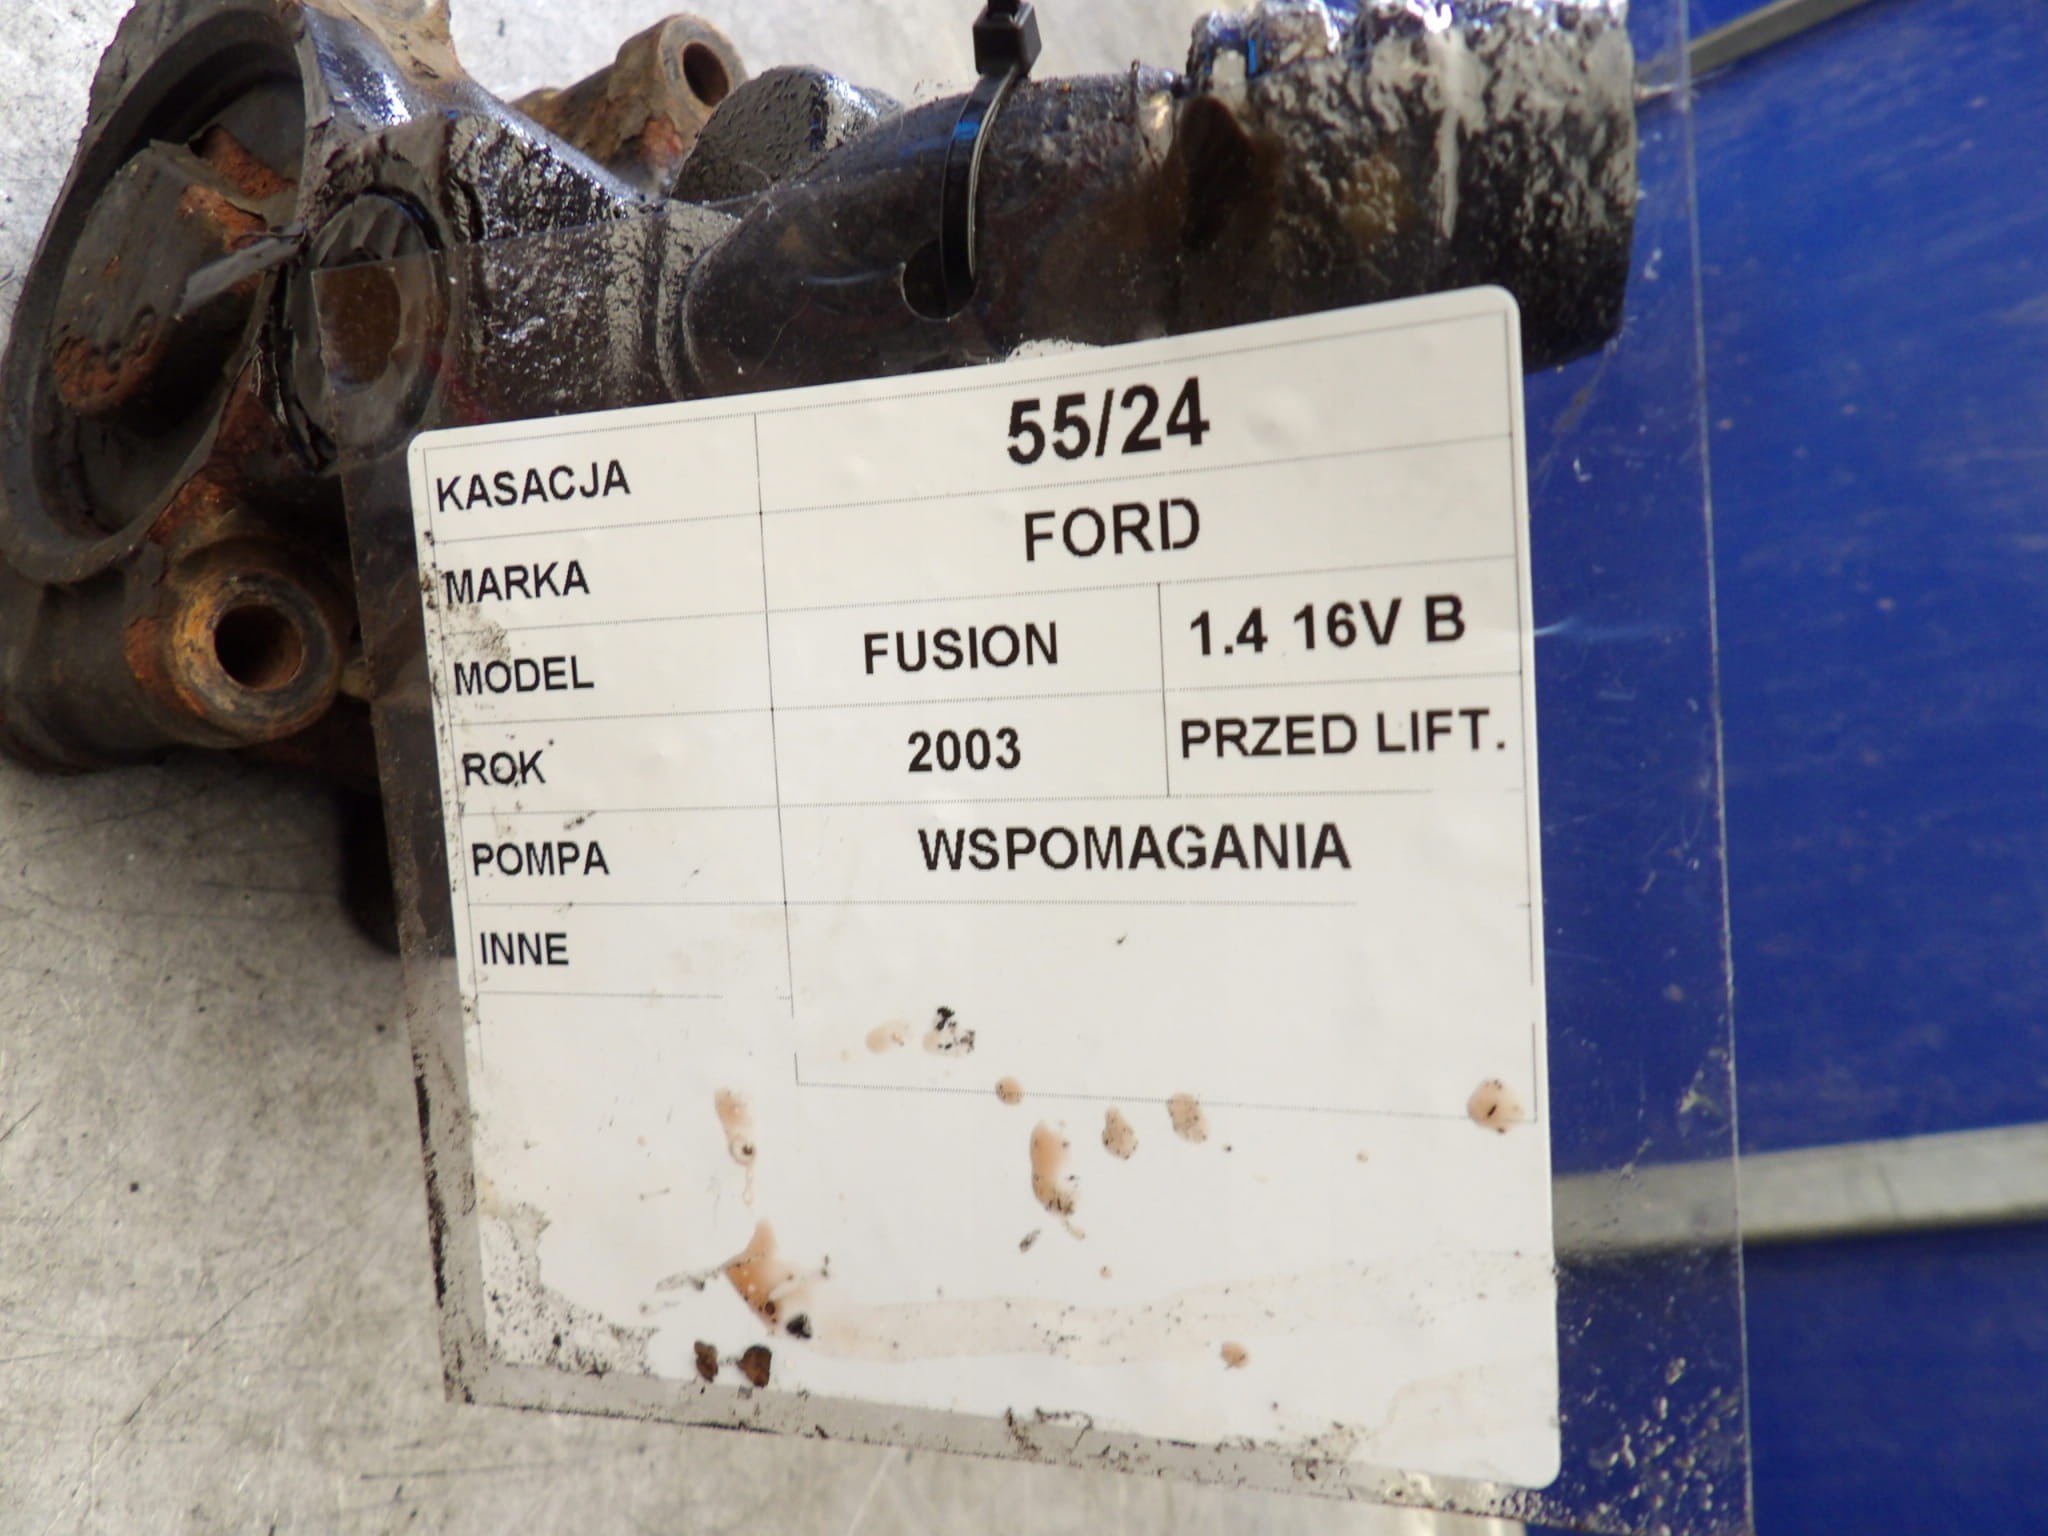 KASACJA 55/24
MARKA FORD
MODEL FUSION 1.4 16V B
ROK 2003 PRZED LIFT.
POMPA WSPOMAGANIA
INNE